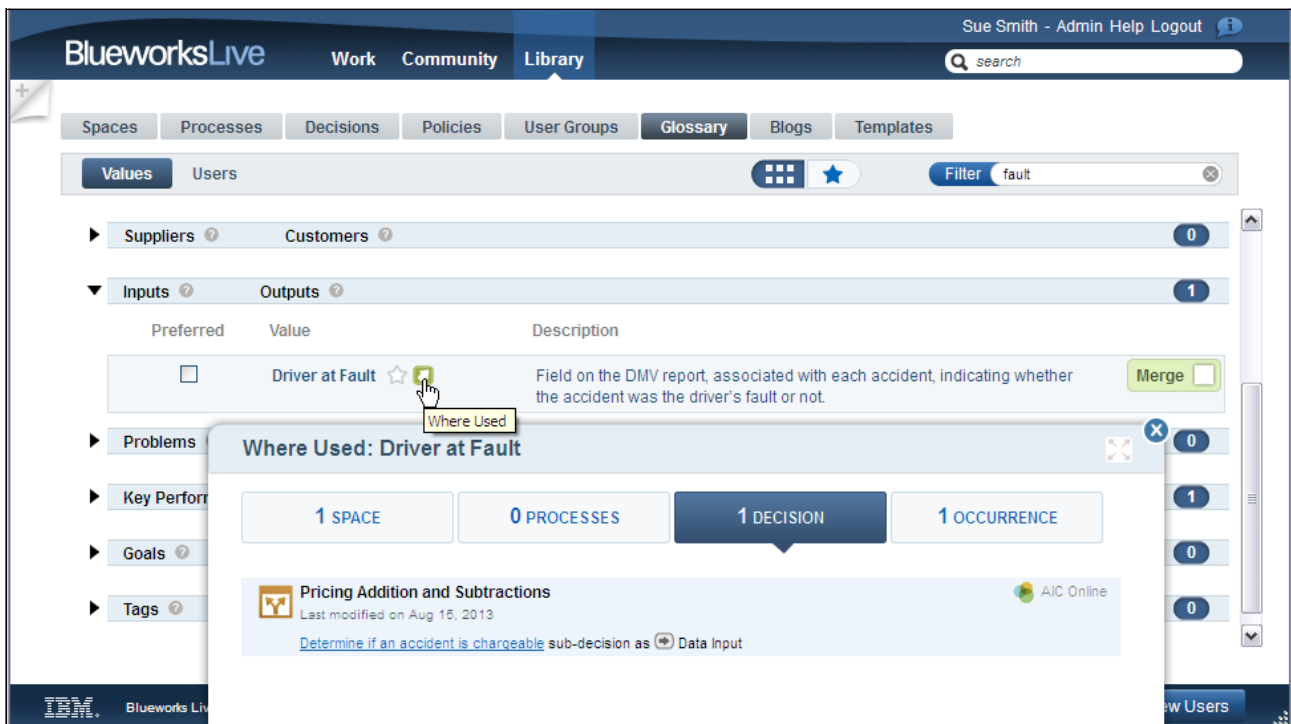 Sue Smith - Admin Help Logout
BlueworksLive Work Community Library
search
Spaces Processes Decisions Policies User Groups Glossary Blogs Templates
Values Users Filter fault
Suppliers Customers 0
Inputs Outputs 1
Preferred Value Description
Driver at Fault Field on the DMV report, associated with each accident, indicating whether Merge
the accident was the driver's fault or not.
Where Used
Problems 0
Where Used: Driver at Fault
Key Perforr 1
1 SPACE 0 PROCESSES 1 DECISION 1 OCCURRENCE
Goals 0
Pricing Addition and Subtractions AIC Online
Tags 0
Last modified on Aug 15, 2013
Determine if an accident is chargeable sub-decision as Data Input
IBM. Blueworks Liv ew Users